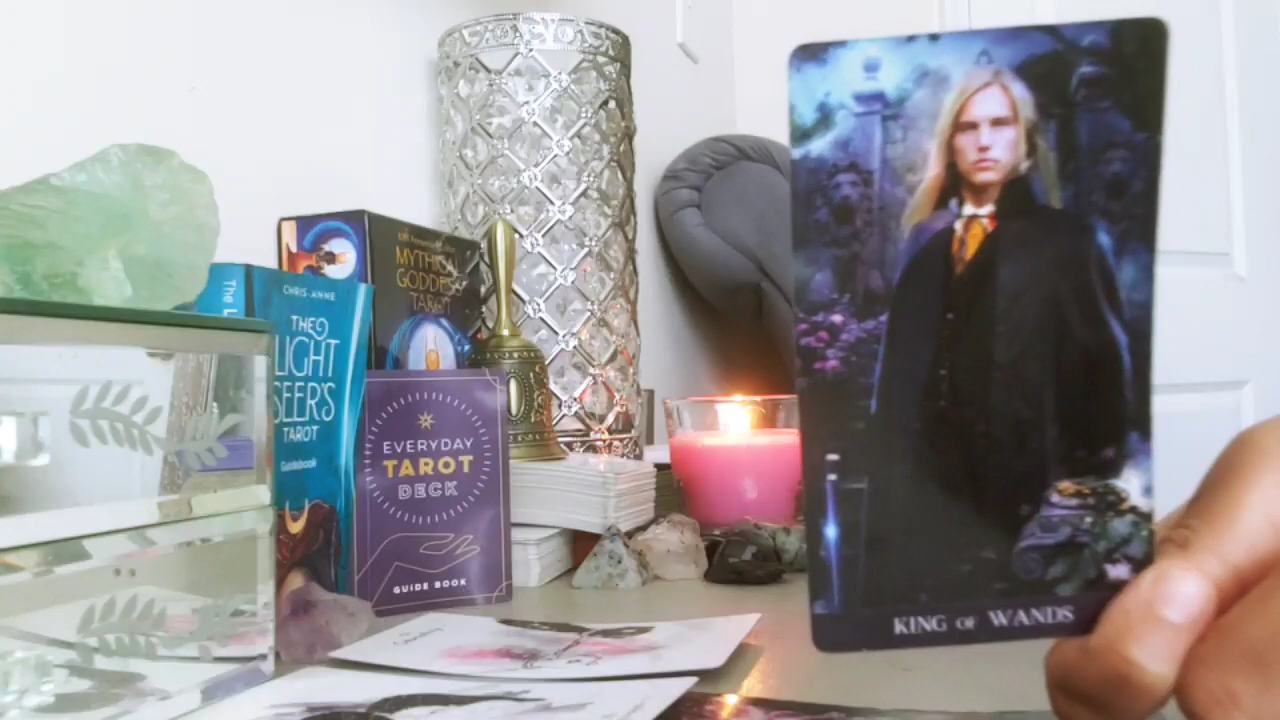 The L
CHRIS-ANNE
THE
LIGHT
SEER'S
TAROT
Guidebook
MYTHICAL
GODDESS
TAROT
EVERYDAY
TAROT
DECK
GUIDE BOOK
KING OF WANDS